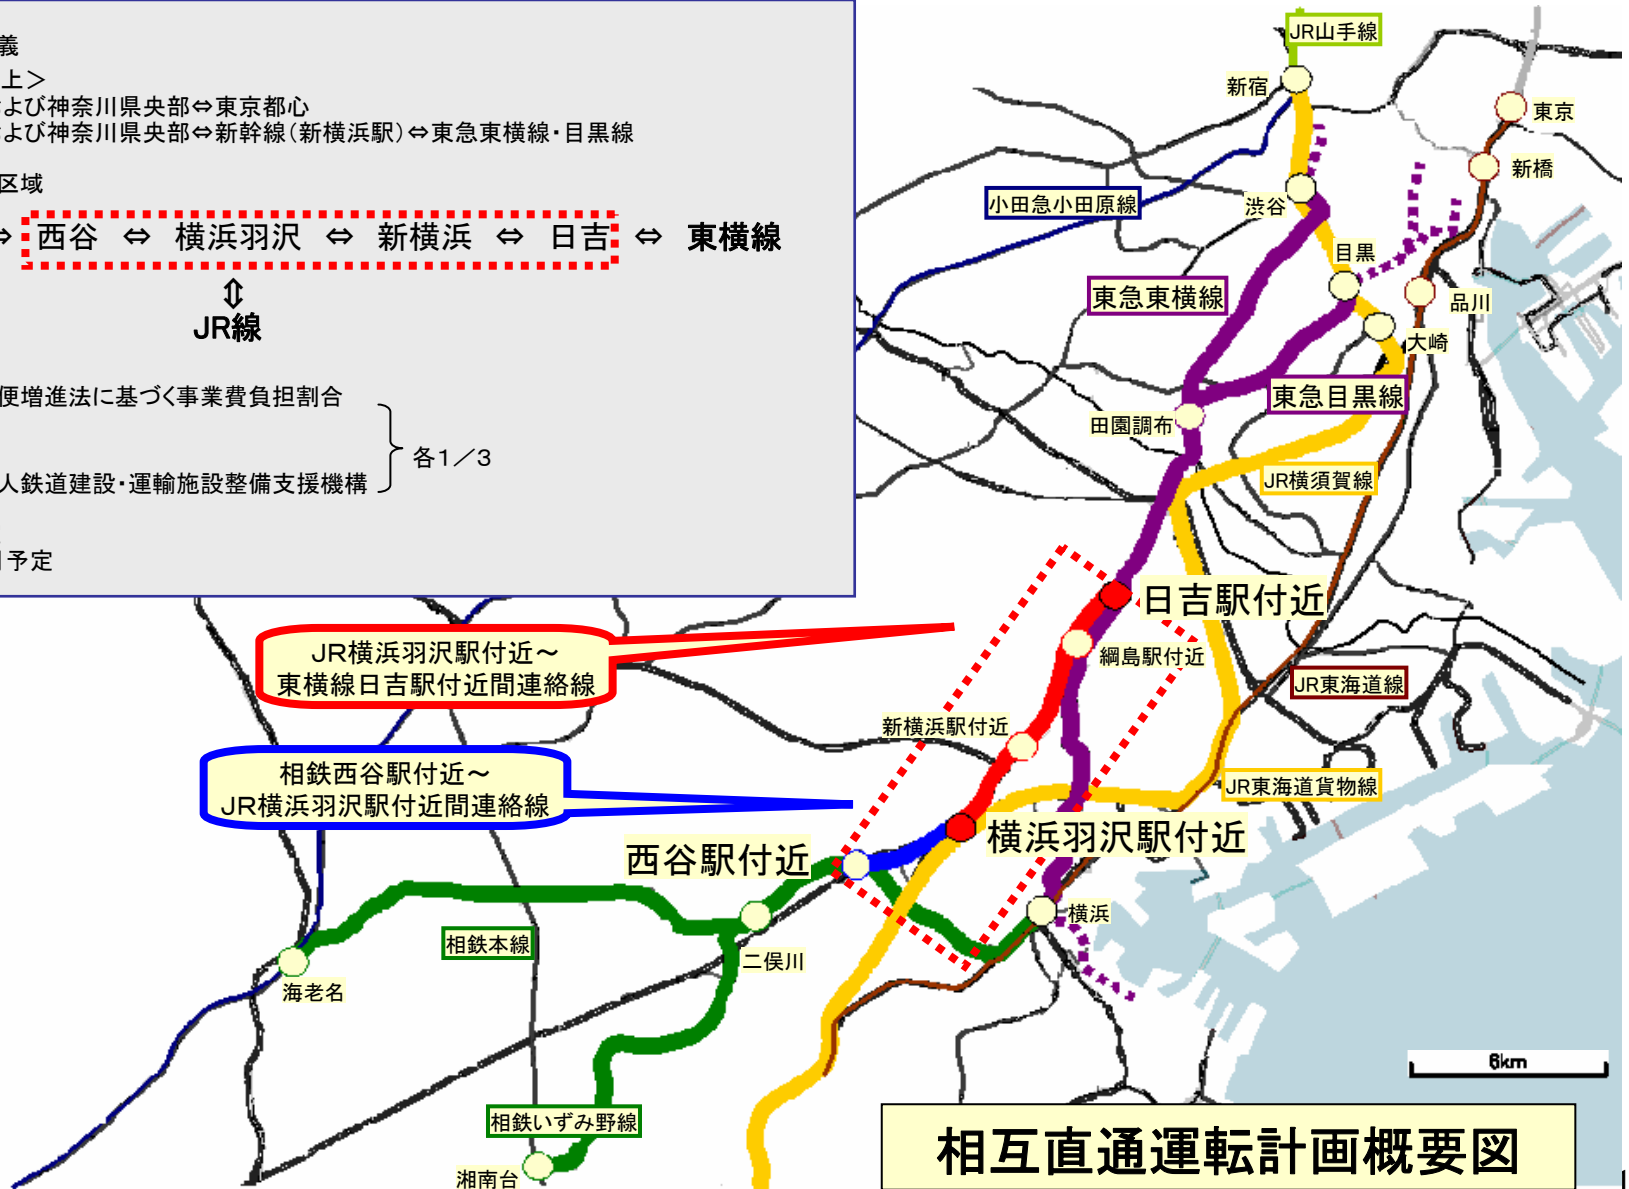 義
上＞
よび神奈川県央部⇔東京都心
よび神奈川県央部⇔新幹線（新横浜駅）⇔東急東横線・目黒線
区域
⇔ 西谷 ⇔ 横浜羽沢 ⇔ 新横浜 ⇔ 日吉 ⇔ 東横線
⇕
JR線
便増進法に基づく事業費負担割合
各1／3
人鉄道建設・運輸施設整備支援機構
予定
JR山手線
新宿
東京
新橋
小田急小田原線
渋谷
目黒
東急東横線
品川
大崎
東急目黒線
田園調布
JR横須賀線
日吉駅付近
JR横浜羽沢駅付近～
東横線日吉駅付近間連絡線
綱島駅付近
JR東海道線
新横浜駅付近
相鉄西谷駅付近～
JR横浜羽沢駅付近間連絡線
JR東海道貨物線
横浜羽沢駅付近
西谷駅付近
横浜
相鉄本線
二俣川
海老名
6km
相鉄いずみ野線
湘南台
相互直通運転計画概要図